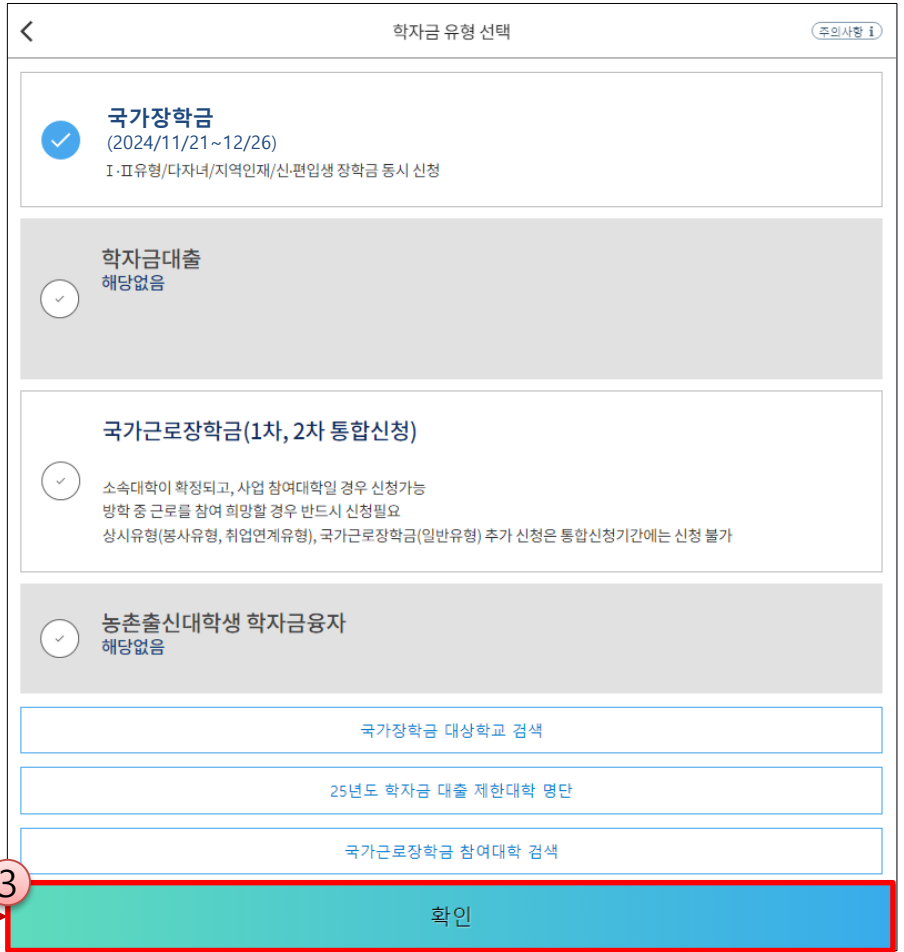 학자금 유형 선택
주의사항 i
국가장학금
(2024/11/21~12/26)
Ⅰ·Ⅱ유형/다자녀/지역인재/신·편입생 장학금 동시 신청
학자금대출
해당없음
국가근로장학금(1차, 2차 통합신청)
소속대학이 확정되고, 사업 참여대학일 경우 신청가능
방학 중 근로를 참여 희망할 경우 반드시 신청필요
상시유형(봉사유형, 취업연계유형), 국가근로장학금(일반유형) 추가 신청은 통합신청기간에는 신청 불가
농촌출신대학생 학자금융자
해당없음
국가장학금 대상학교 검색
25년도 학자금 대출 제한대학 명단
국가근로장학금 참여대학 검색
3
확인